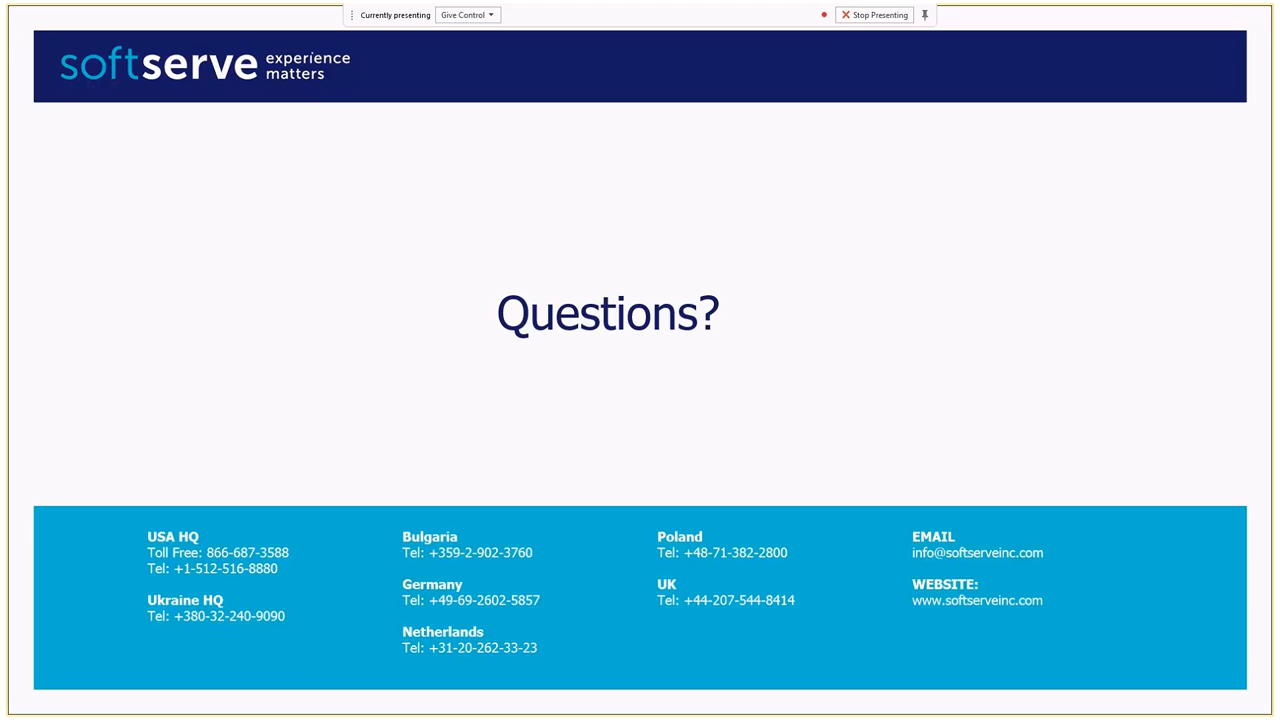 Currently presenting
Give Control
Stop Presenting
softserve experience
matters
Questions?
USA HQ
Toll Free: 866-687-3588
Tel: +1-512-516-8880
Ukraine HQ
Tel: +380-32-240-9090
Bulgaria
Tel: +359-2-902-3760
Germany
Tel: +49-69-2602-5857
Netherlands
Tel: +31-20-262-33-23
Poland
Tel: +48-71-382-2800
UK
Tel: +44-207-544-8414
EMAIL
info@softserveinc.com
WEBSITE:
www.softserveinc.com